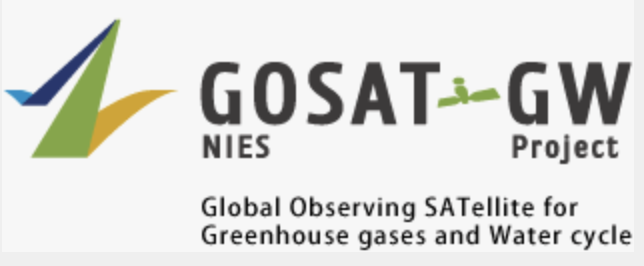 GOSAT-GW
NIES Project
Global Observing SATellite for
Greenhouse gases and Water cycle